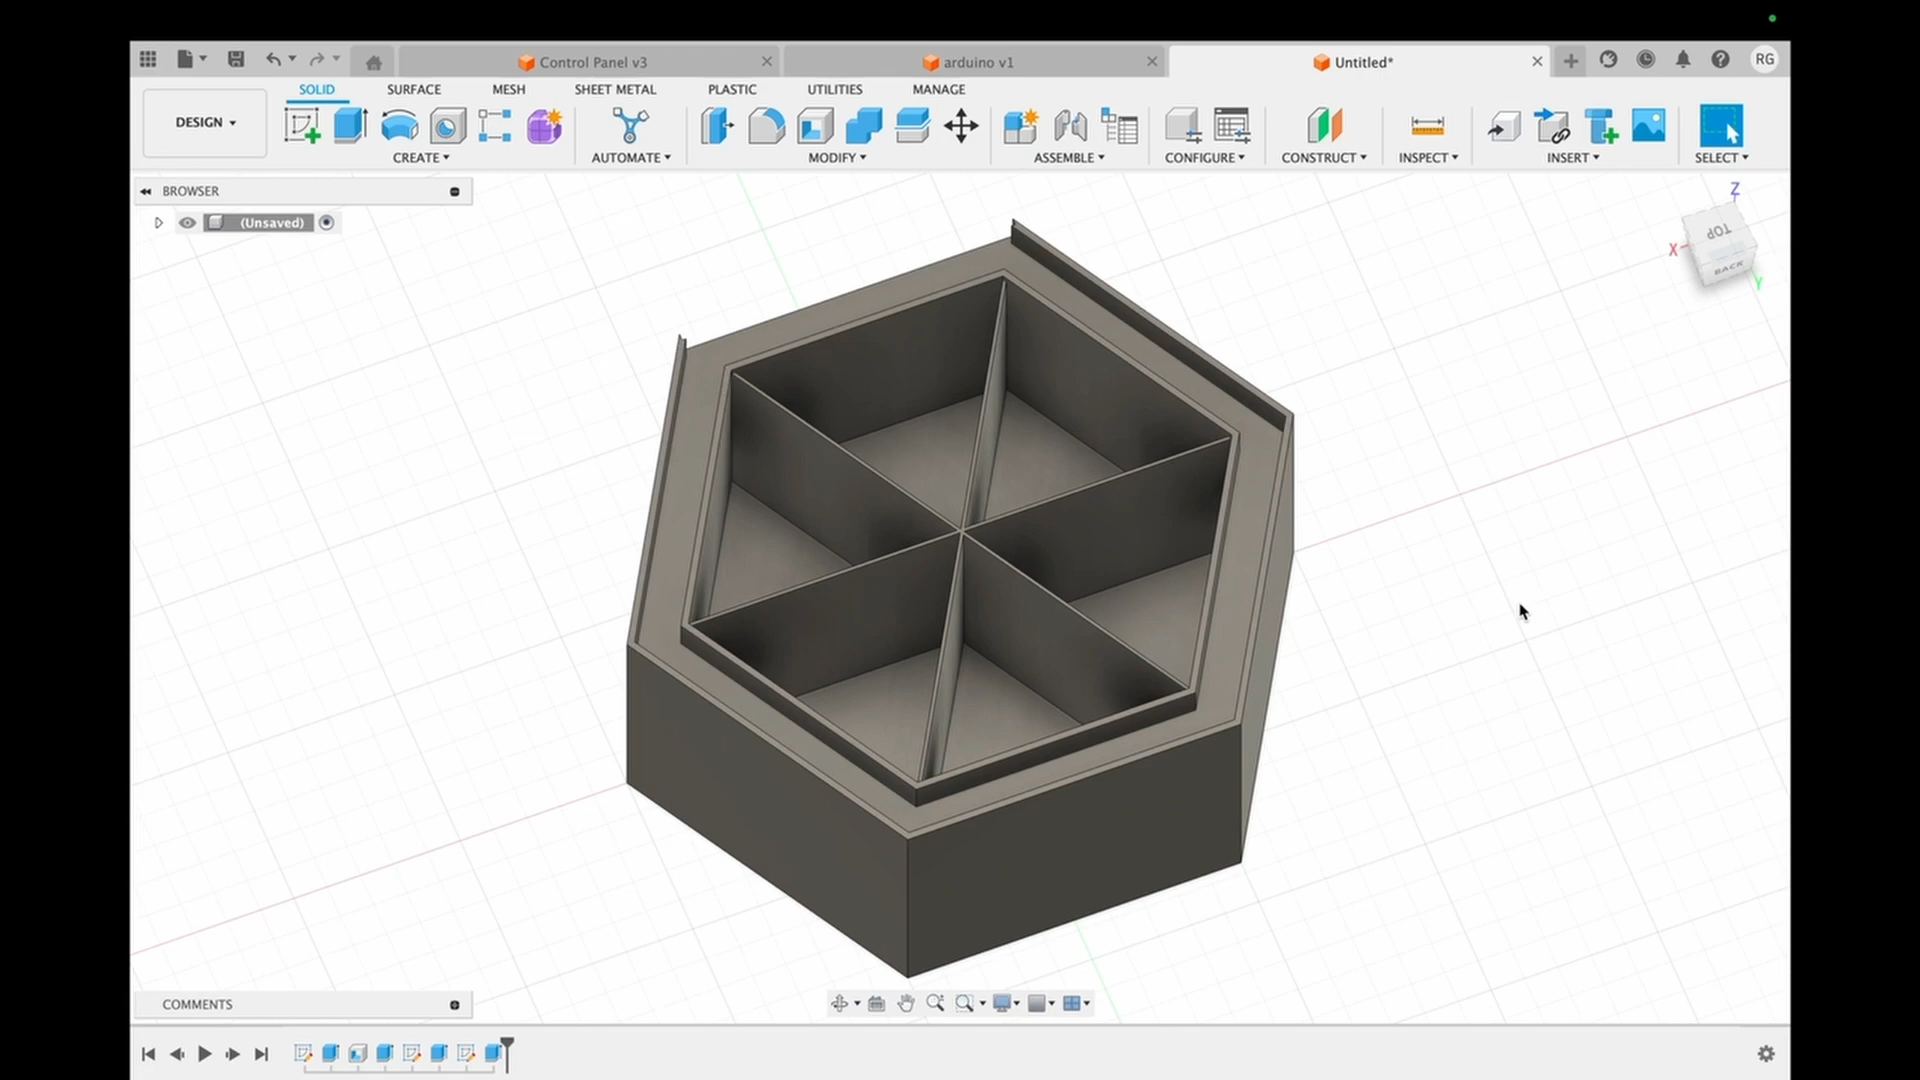 Control Panel v3
arduino v1
Untitled*
RG
SOLID
SURFACE
MESH
SHEET METAL
PLASTIC
UTILITIES
MANAGE
DESIGN
CREATE
AUTOMATE
MODIFY
ASSEMBLE
CONFIGURE
CONSTRUCT
INSPECT
INSERT
SELECT
BROWSER
(Unsaved)
Z
TOP
X
BACK
Y
COMMENTS